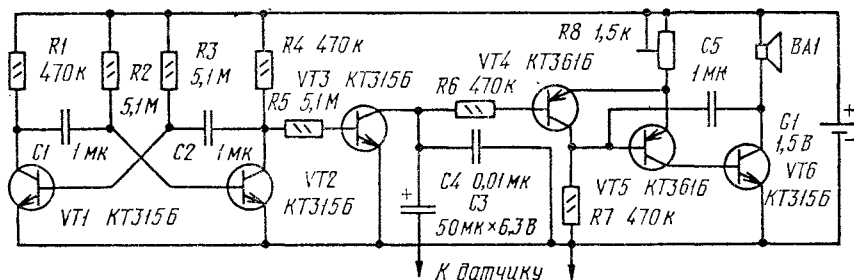 R1
470к
R2
5,1М
R3
5,1М
R4 470к
R5 5,1М
VT3 КТ315Б
R6 470к
VT4
КТ361Б
R8 1,5к
C5
1мк
BA1
+
G1
1,5В
VT6
КТ315Б
C1
1мк
C2
1мк
VT1 КТ315Б
VT2
КТ315Б
C4 0,01мк
C3
50мк×6,3В
+
VT5 КТ361Б
R7 470к
К датчику